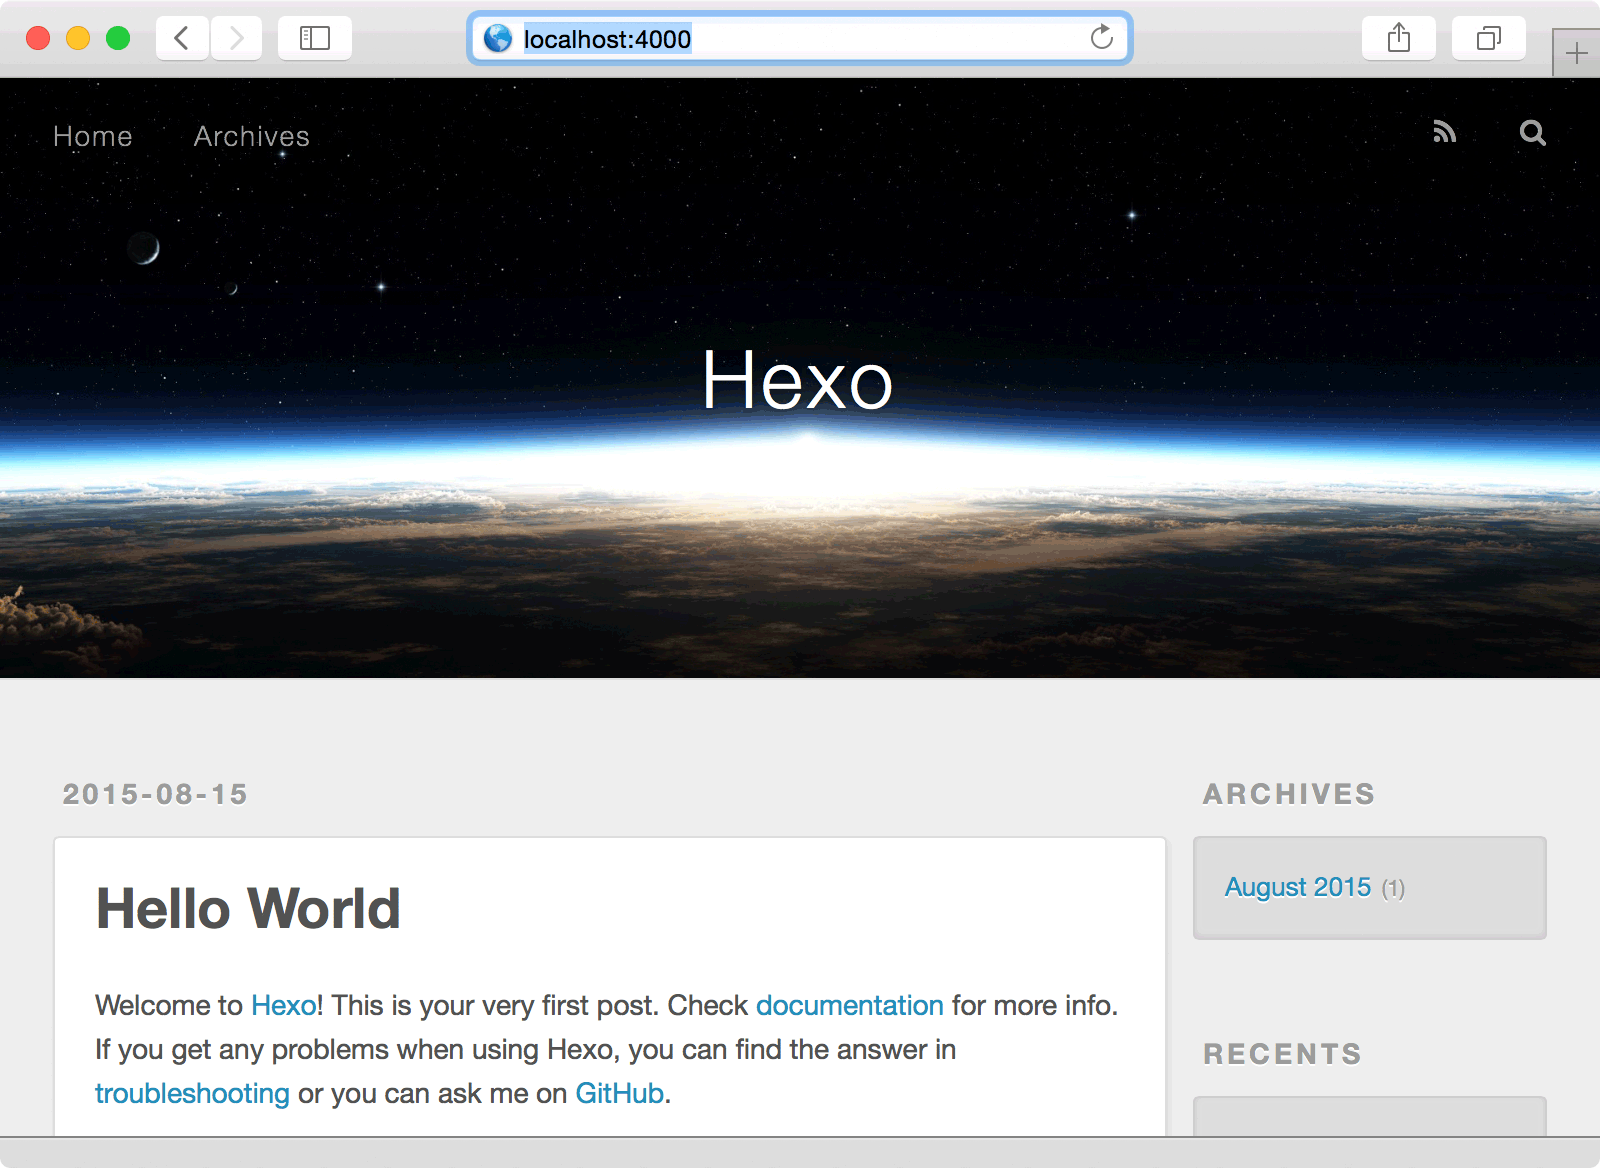 localhost:4000
Home Archives
Hexo
2015-08-15
Hello World
Welcome to Hexo! This is your very first post. Check documentation for more info.
If you get any problems when using Hexo, you can find the answer in
troubleshooting or you can ask me on GitHub.
ARCHIVES
August 2015 (1)
RECENTS